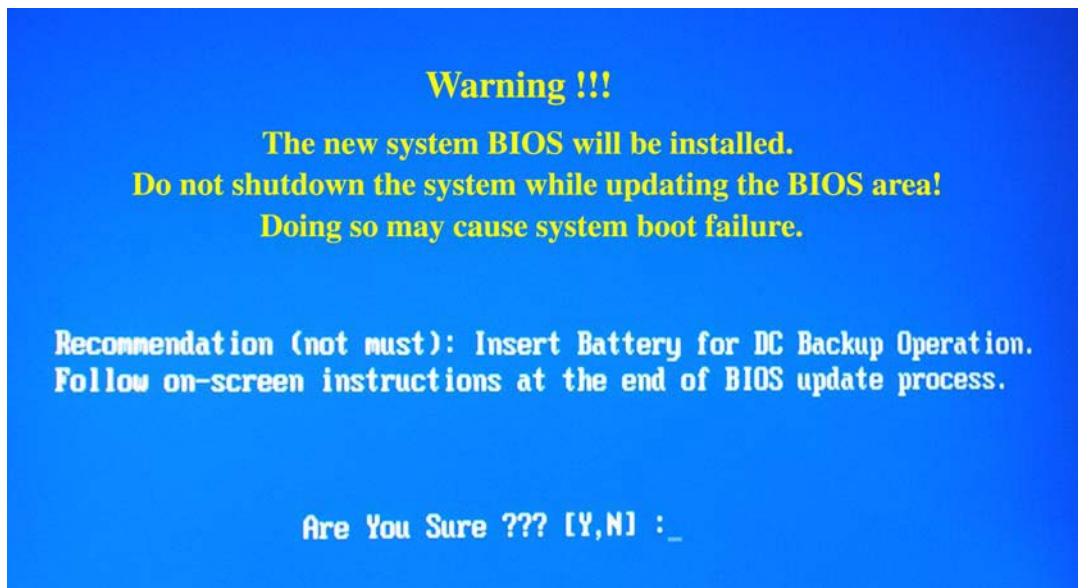 Warning !!!
The new system BIOS will be installed.
Do not shutdown the system while updating the BIOS area!
Doing so may cause system boot failure.
Recommendation (not must): Insert Battery for DC Backup Operation.
Follow on-screen instructions at the end of BIOS update process.
Are You Sure ??? [Y,N] :_